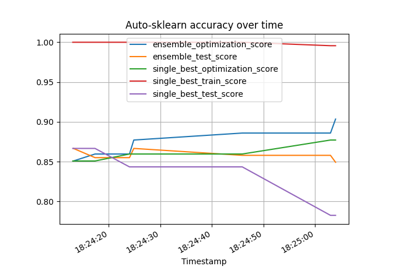 Auto-sklearn accuracy over time
1.00
0.95
0.90
0.85
0.80
ensemble_optimization_score
ensemble_test_score
single_best_optimization_score
single_best_train_score
single_best_test_score
18:24:20
18:24:30
18:24:40
18:24:50
18:25:00
Timestamp